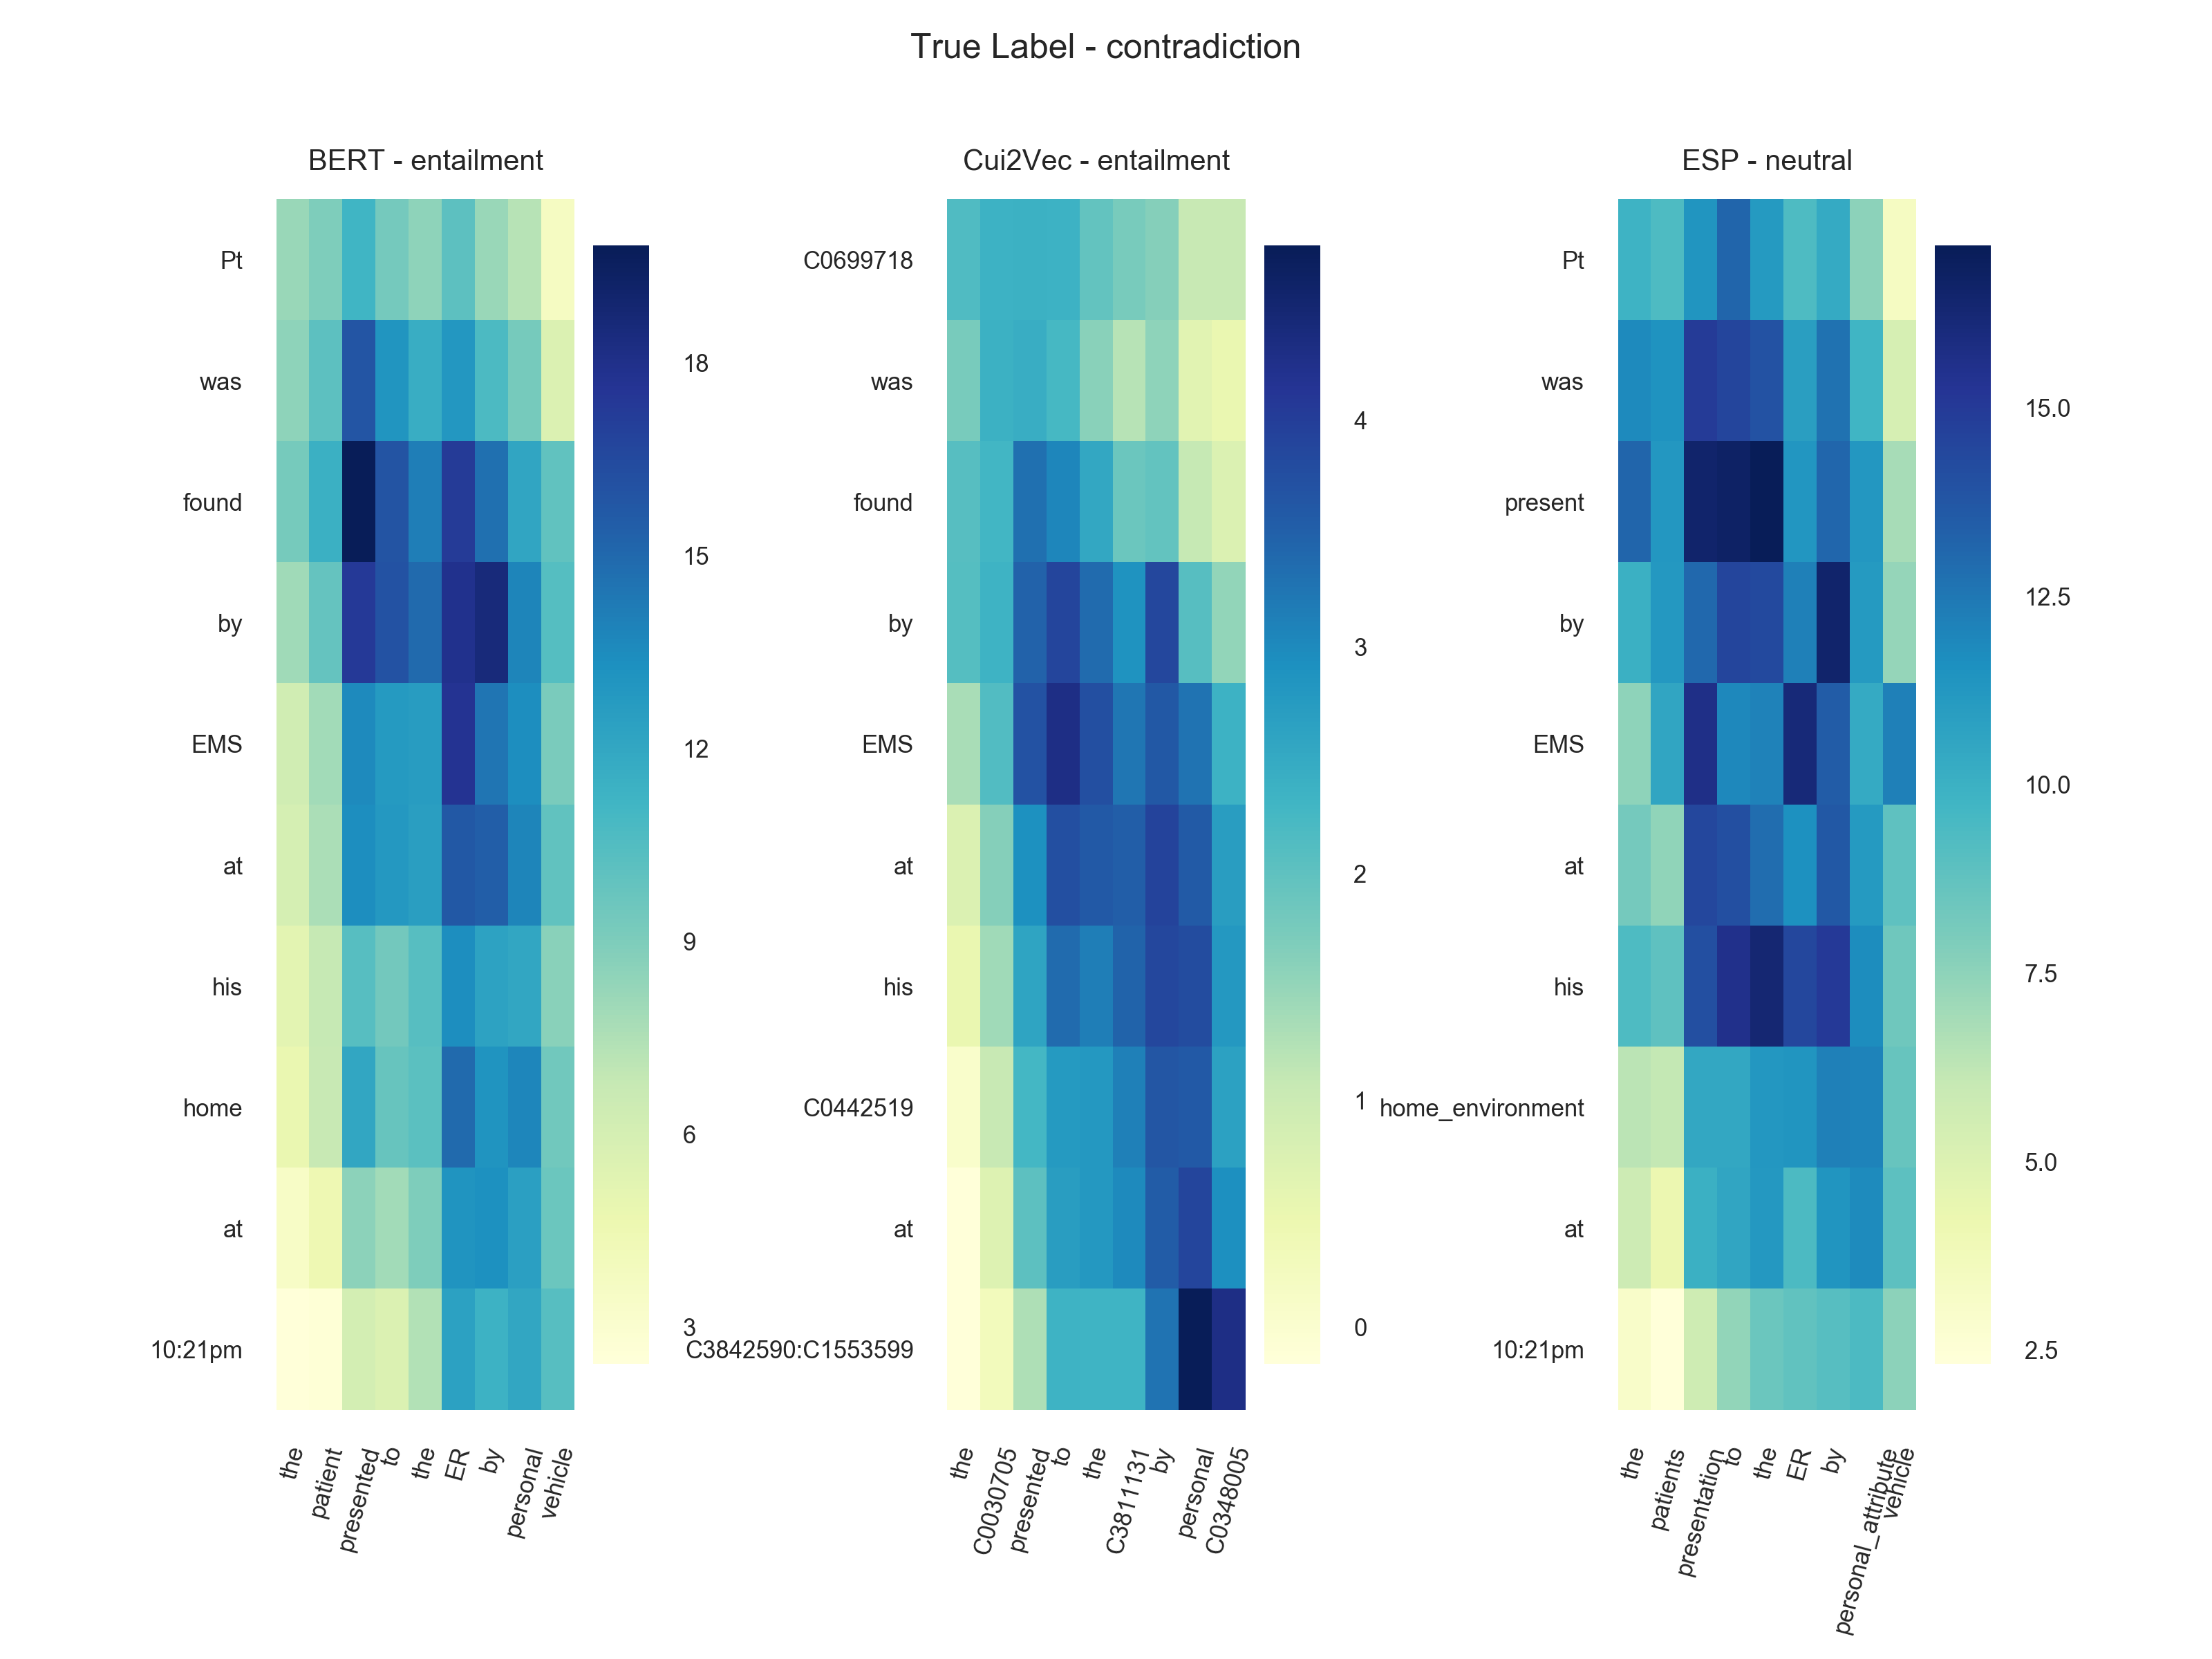 True Label - contradiction
BERT - entailment
Pt
was
found
by
EMS
at
his
home
at
10:21pm
18
15
12
9
6
3
the
patient
presented
to
the
ER
by
personal
vehicle
Cui2Vec - entailment
C0699718
was
found
by
EMS
at
his
C0442519
at
C3842590:C1553599
4
3
2
1
0
the
C0030705
presented
to
the
C3811131
by
personal
C0348005
ESP - neutral
Pt
was
present
by
EMS
at
his
home_environment
at
10:21pm
15.0
12.5
10.0
7.5
5.0
2.5
the
patients
presentation
to
the
ER
by
personal_attribute
vehicle